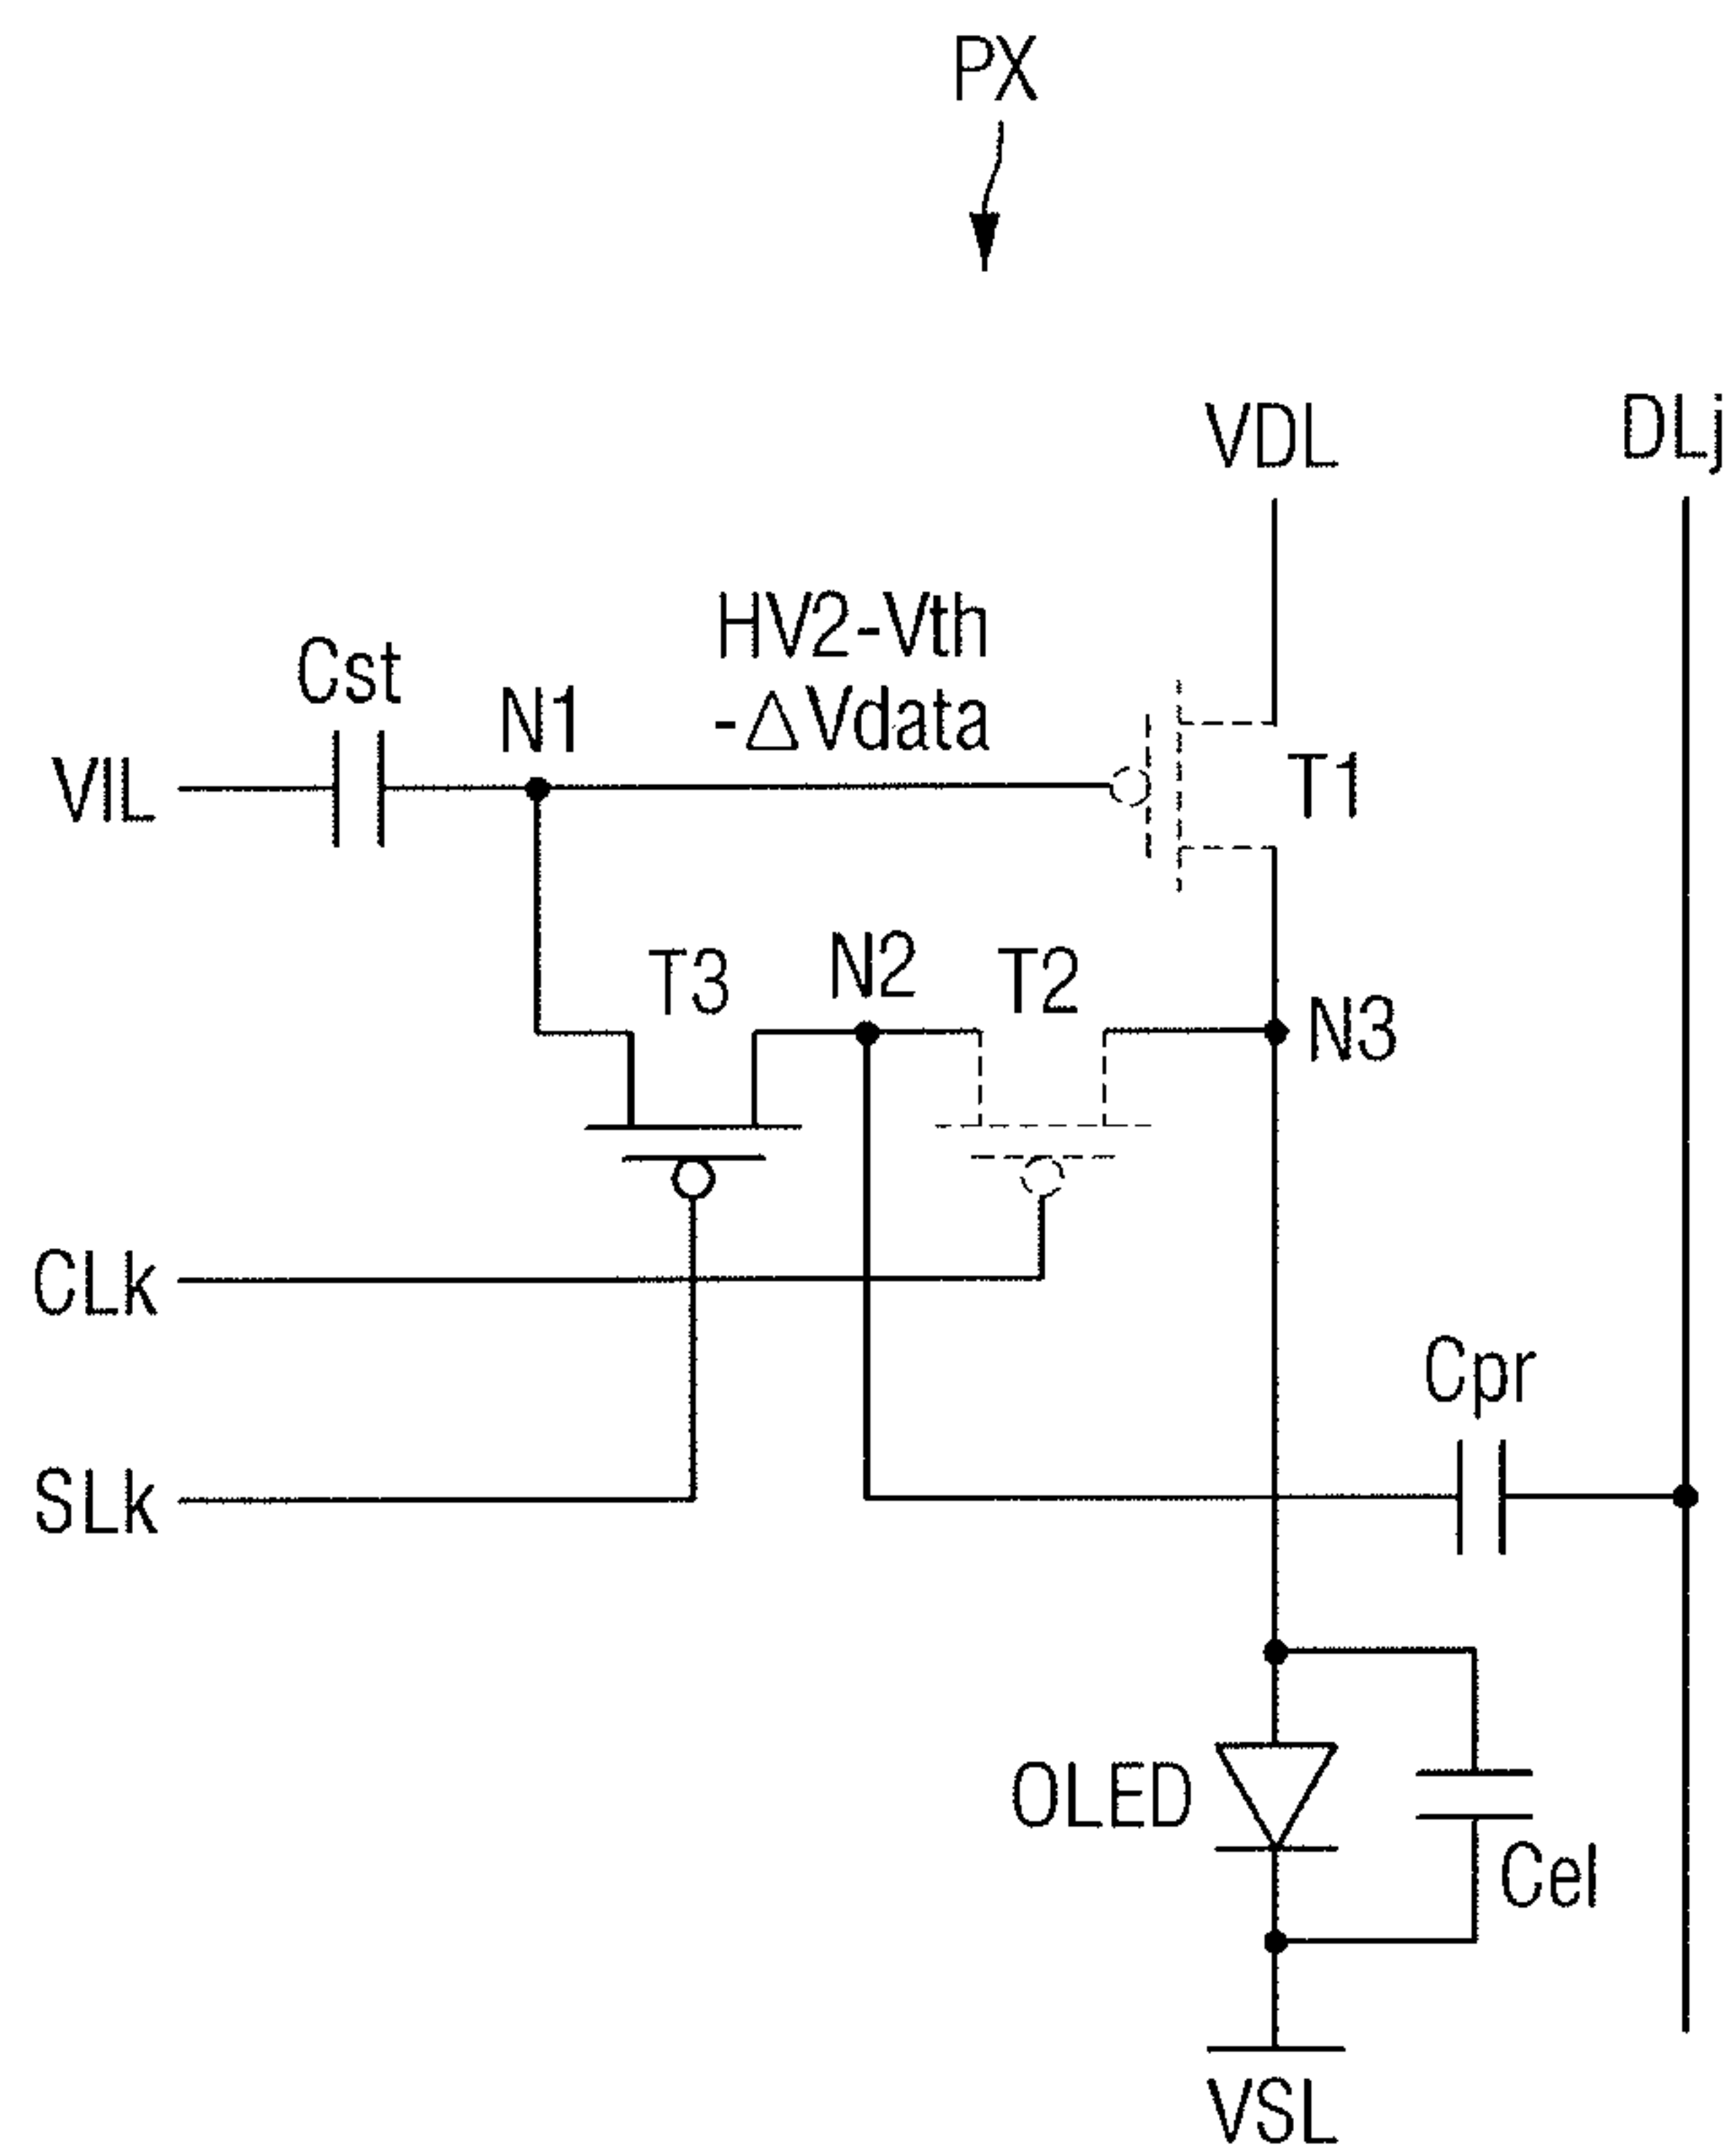 PX
VDL
DLj
HV2-Vth
-△Vdata
Cst
N1
VIL
T1
T3
N2
T2
N3
CLk
Cpr
SLk
OLED
Cel
VSL